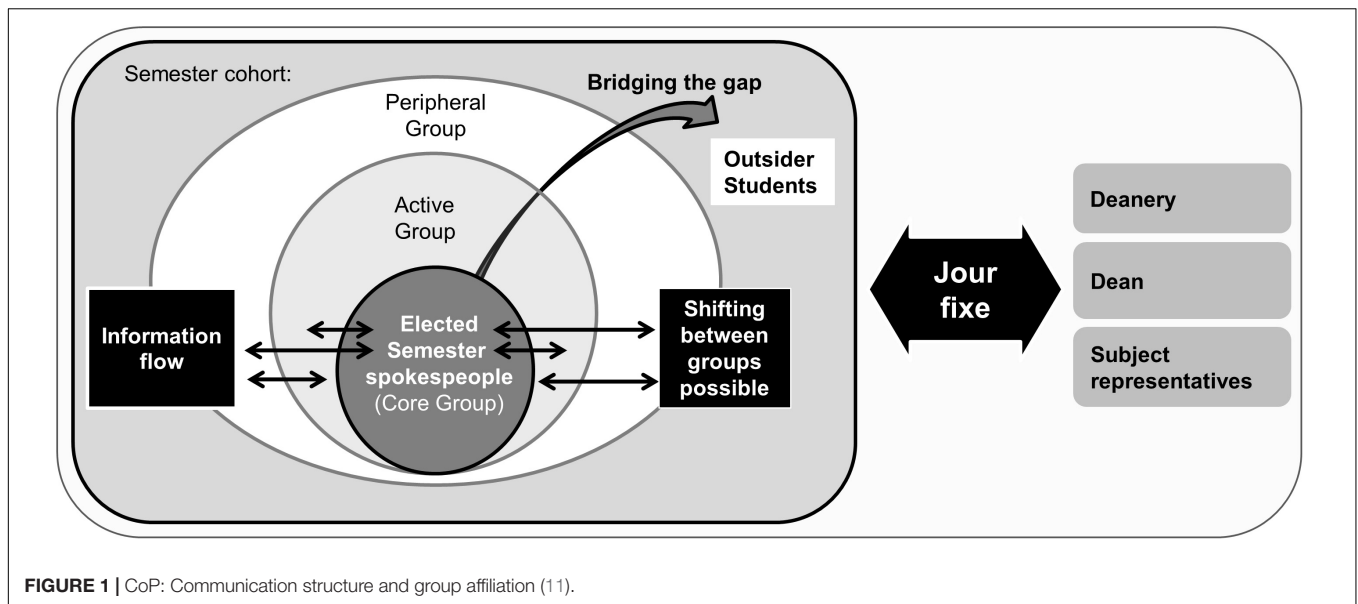 Semester cohort:
Bridging the gap
Peripheral
Group
Outsider
Students
Active
Group
Information
flow
Elected
Semester
spokespeople
(Core Group)
Shifting
between
groups
possible
Jour
fixe
Deanery
Dean
Subject
representatives
FIGURE 1 | CoP: Communication structure and group affiliation (11).